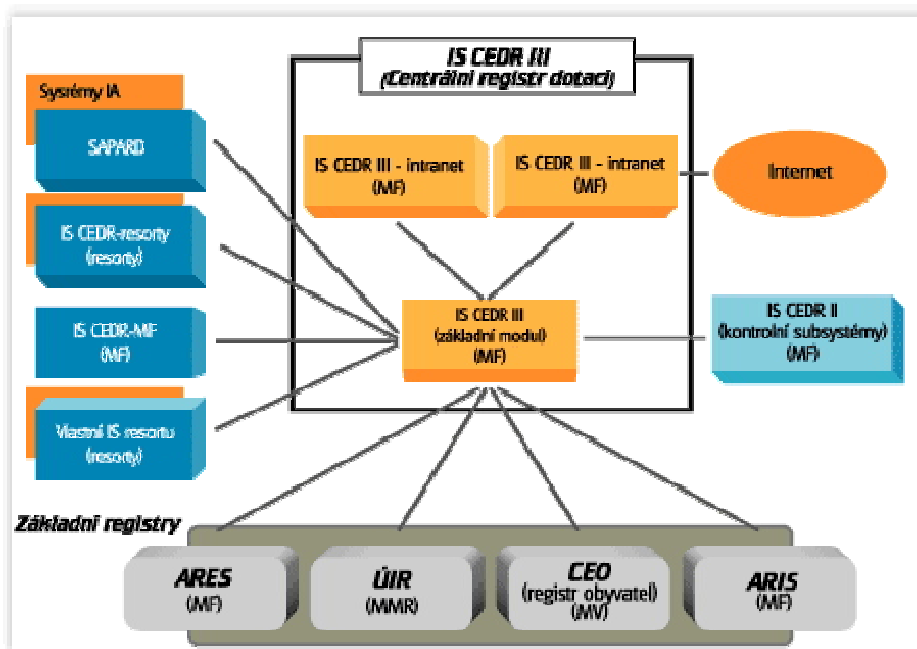 IS CEDR III
(Centrální registr dotací)
Sysrémy IA
SAPARD
IS CEDR III - intranet
(MF)
IS CEDR III - intranet
(MF)
Internet
IS CEDR-resorty
(resorty)
IS CEDR-MF
(MF)
IS CEDR III
(základní modul)
(MF)
IS CEDR II
(kontrolní subsystémny)
(MF)
Vlastní IS resortu
(resorty)
Základní registry
ARES
(MF)
ÚIR
(MMR)
CEO
(registr obyvatel)
(MV)
ARIS
(MF)